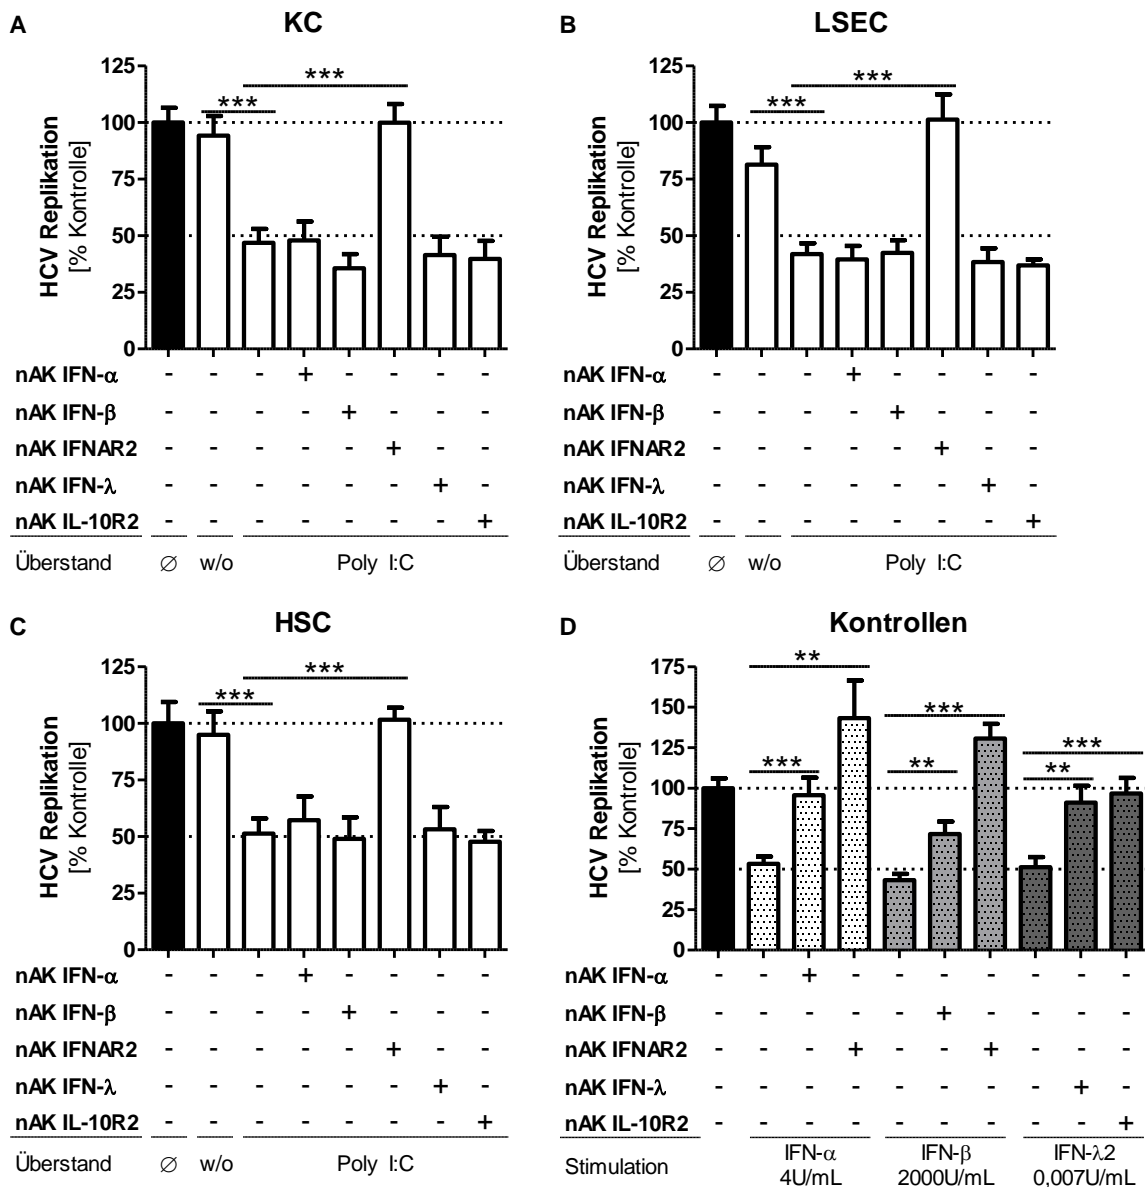 A
KC
***
***
HCV Replikation
[% Kontrolle]
125
100
75
50
25
0
nAK IFN-α - - - + - - - -
nAK IFN-β - - - - + - - -
nAK IFNAR2 - - - - - + - -
nAK IFN-λ - - - - - - + -
nAK IL-10R2 - - - - - - - +
Überstand ∅ w/o Poly I:C
B
LSEC
***
***
HCV Replikation
[% Kontrolle]
125
100
75
50
25
0
nAK IFN-α - - - + - - - -
nAK IFN-β - - - - + - - -
nAK IFNAR2 - - - - - + - -
nAK IFN-λ - - - - - - + -
nAK IL-10R2 - - - - - - - +
Überstand ∅ w/o Poly I:C
C
HSC
***
***
HCV Replikation
[% Kontrolle]
125
100
75
50
25
0
nAK IFN-α - - - + - - - -
nAK IFN-β - - - - + - - -
nAK IFNAR2 - - - - - + - -
nAK IFN-λ - - - - - - + -
nAK IL-10R2 - - - - - - - +
Überstand ∅ w/o Poly I:C
D
Kontrollen
**
***
***
***
**
**
HCV Replikation
[% Kontrolle]
175
150
125
100
75
50
25
0
nAK IFN-α - - + - - - - - - -
nAK IFN-β - - - - - + - - - -
nAK IFNAR2 - - - + - - + - - -
nAK IFN-λ - - - - - - - - + -
nAK IL-10R2 - - - - - - - - - +
Stimulation IFN-α IFN-β IFN-λ2
4U/mL 2000U/mL 0,007U/mL